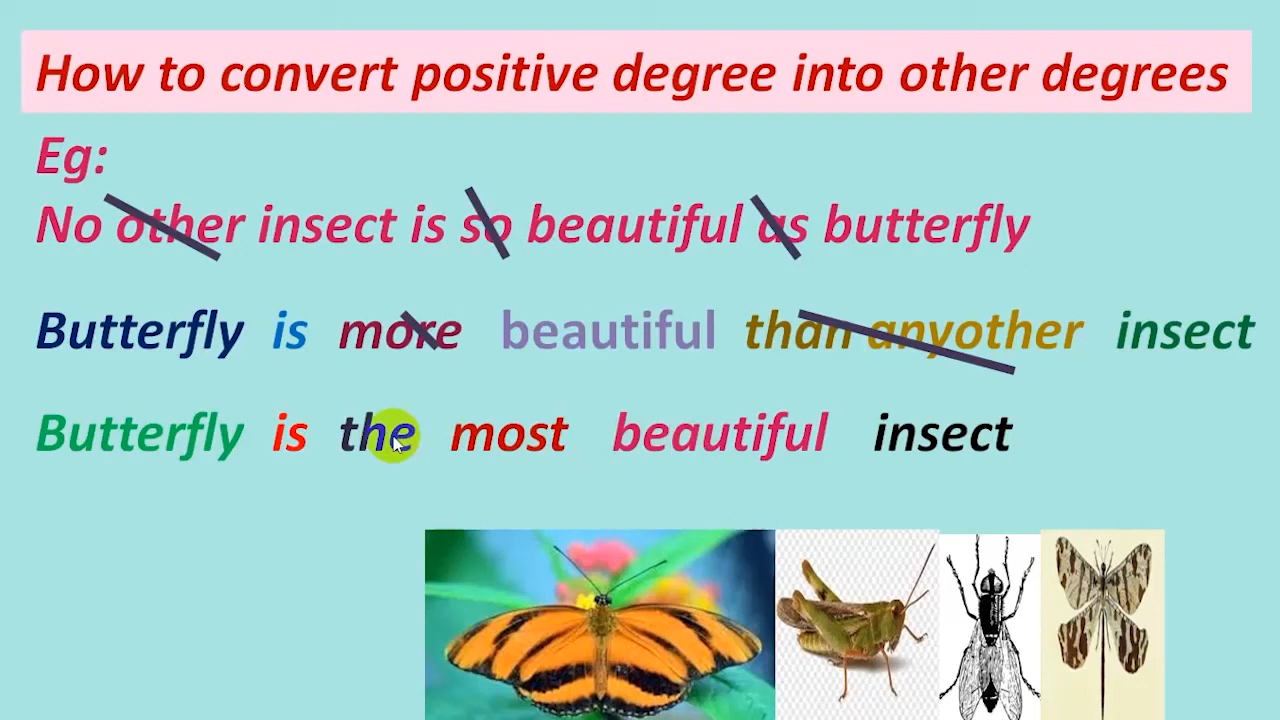 How to convert positive degree into other degrees
Eg:
No other insect is so beautiful as butterfly
Butterfly is more beautiful than anyother insect
Butterfly is the most beautiful insect